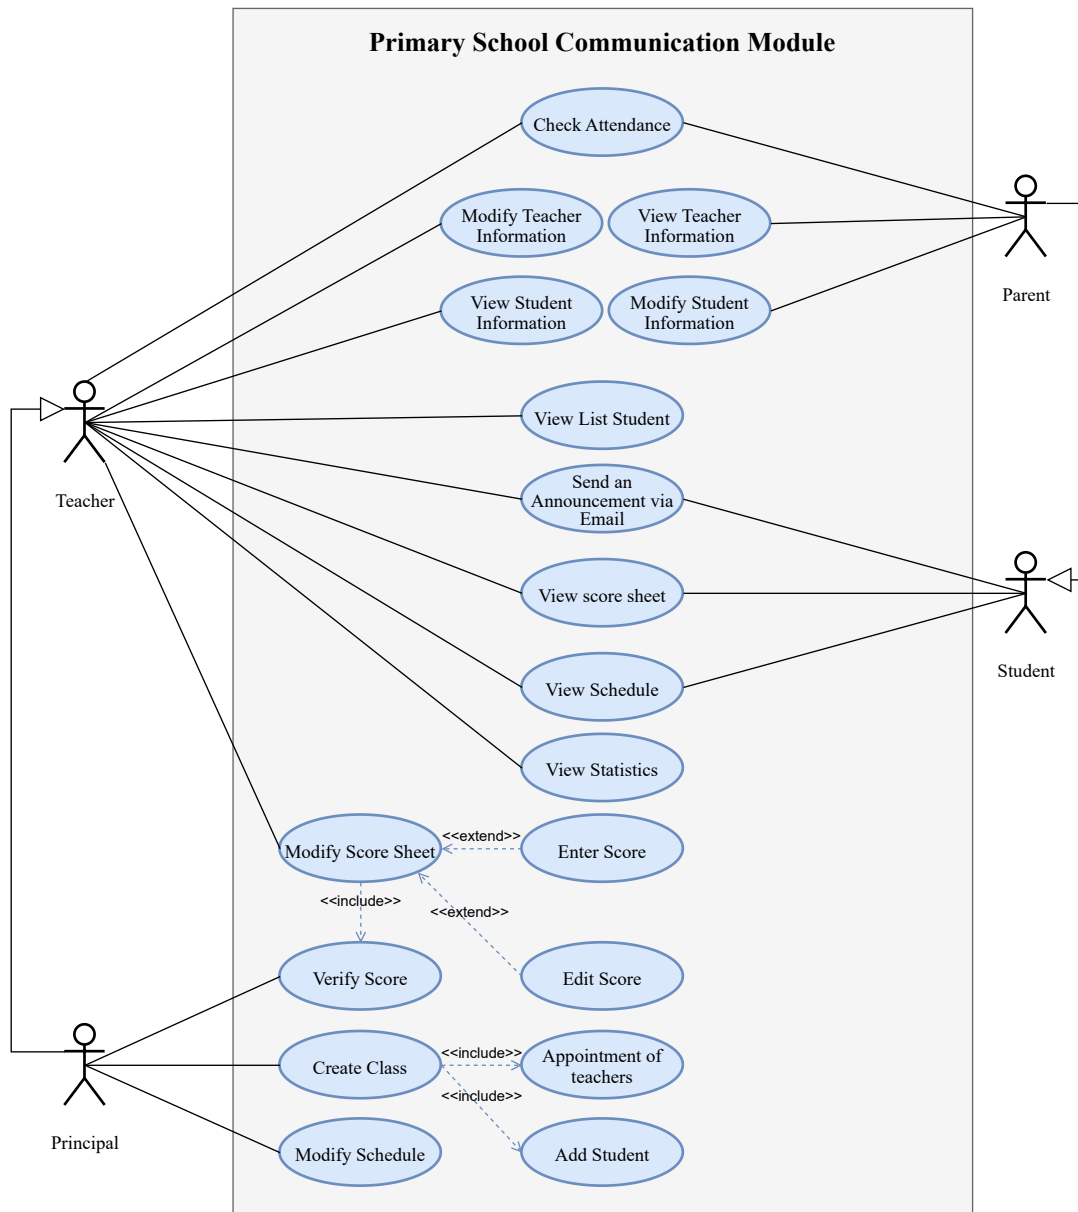 Primary School Communication Module
Check Attendance
Modify Teacher
Information
View Teacher
Information
Parent
View Student
Information
Modify Student
Information
View List Student
Teacher
Send an
Announcement via
Email
View score sheet
Student
View Schedule
View Statistics
Modify Score Sheet
<<extend>>
Enter Score
<<include>>
<<extend>>
Verify Score
Edit Score
Create Class
<<include>>
Appointment of
teachers
<<include>>
Principal
Modify Schedule
Add Student